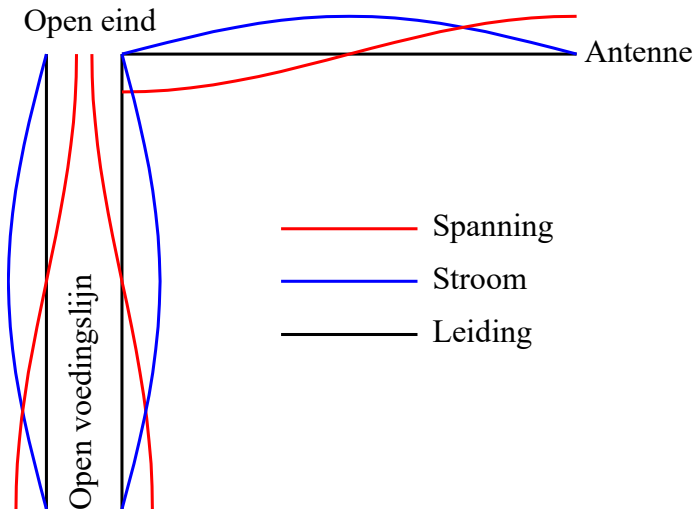 Open eind
Antenne
Spanning
Stroom
Leiding
Open voedingslijn